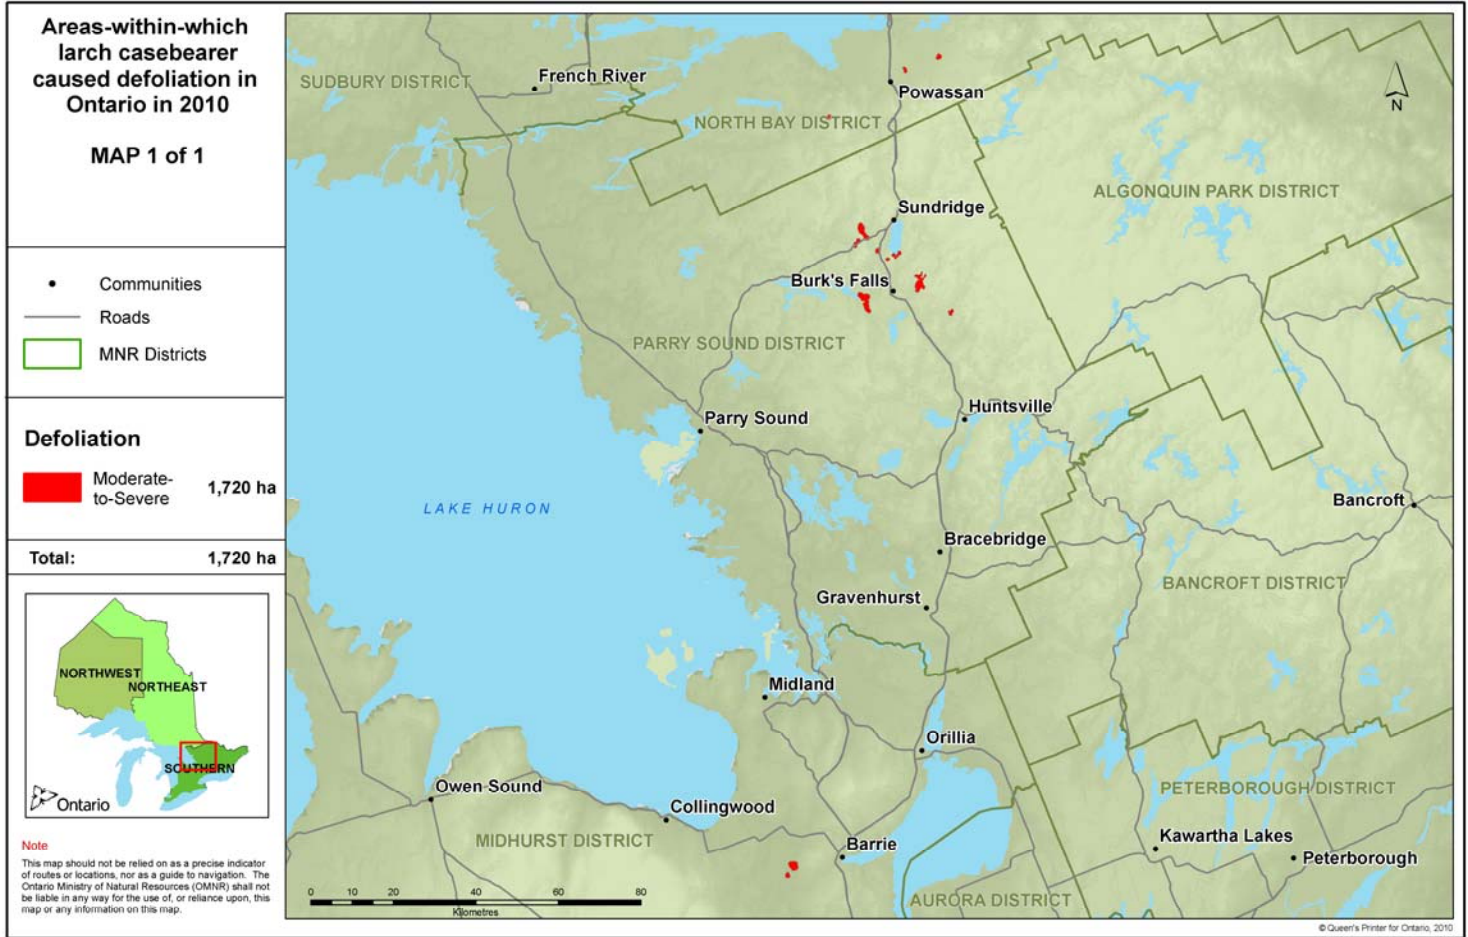 Areas-within-which
larch casebearer
caused defoliation in
Ontario in 2010
MAP 1 of 1
Communities
Roads
MNR Districts
Defoliation
Moderate-
to-Severe 1,720 ha
Total: 1,720 ha
NORTHWEST
NORTHEAST
SOUTHERN
Ontario
Note
This map should not be relied on as a precise indicator
of routes or locations, nor as a guide to navigation. The
Ontario Ministry of Natural Resources (OMNR) shall not
be liable in any way for the use of, or reliance upon, this
map or any information on this map.
SUDBURY DISTRICT
French River
Powassan
N
NORTH BAY DISTRICT
ALGONQUIN PARK DISTRICT
Sundridge
Burk's Falls
PARRY SOUND DISTRICT
Huntsville
Parry Sound
LAKE HURON
Bancroft
Bracebridge
BANCROFT DISTRICT
Gravenhurst
Midland
Orillia
Owen Sound
PETERBOROUGH DISTRICT
Collingwood
MIDHURST DISTRICT
Barrie
Kawartha Lakes
Peterborough
AURORA DISTRICT
0 10 20 40 60 80
Kilometres
© Queen's Printer for Ontario, 2010